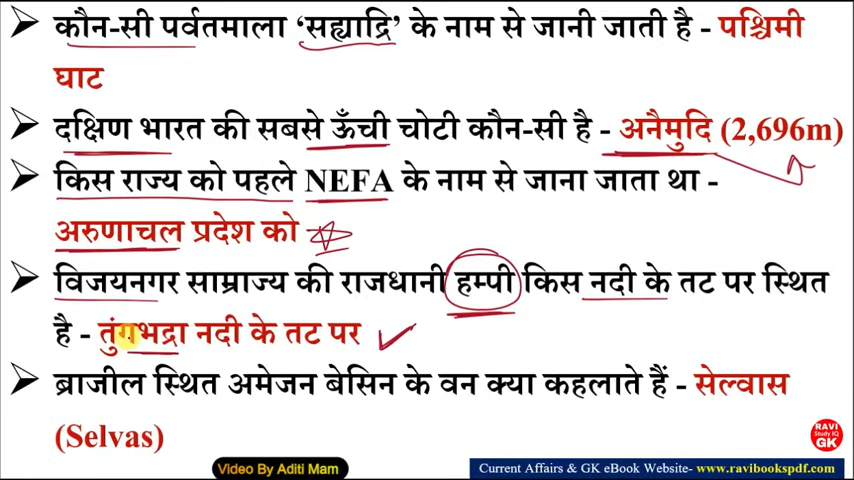 ➤ कौन-सी पर्वतमाला ‘सह्याद्रि’ के नाम से जानी जाती है - पश्चिमी
घाट
➤ दक्षिण भारत की सबसे ऊँची चोटी कौन-सी है - अनैमुदि (2,696m)
➤ किस राज्य को पहले NEFA के नाम से जाना जाता था -
अरुणाचल प्रदेश को
➤ विजयनगर साम्राज्य की राजधानी हम्पी किस नदी के तट पर स्थित
है - तुंगभद्रा नदी के तट पर
➤ ब्राजील स्थित अमेजन बेसिन के वन क्या कहलाते हैं - सेल्वास
(Selvas)
RAVI
Study IQ
GK
Video By Aditi Mam
Current Affairs & GK eBook Website- www.ravibookspdf.com